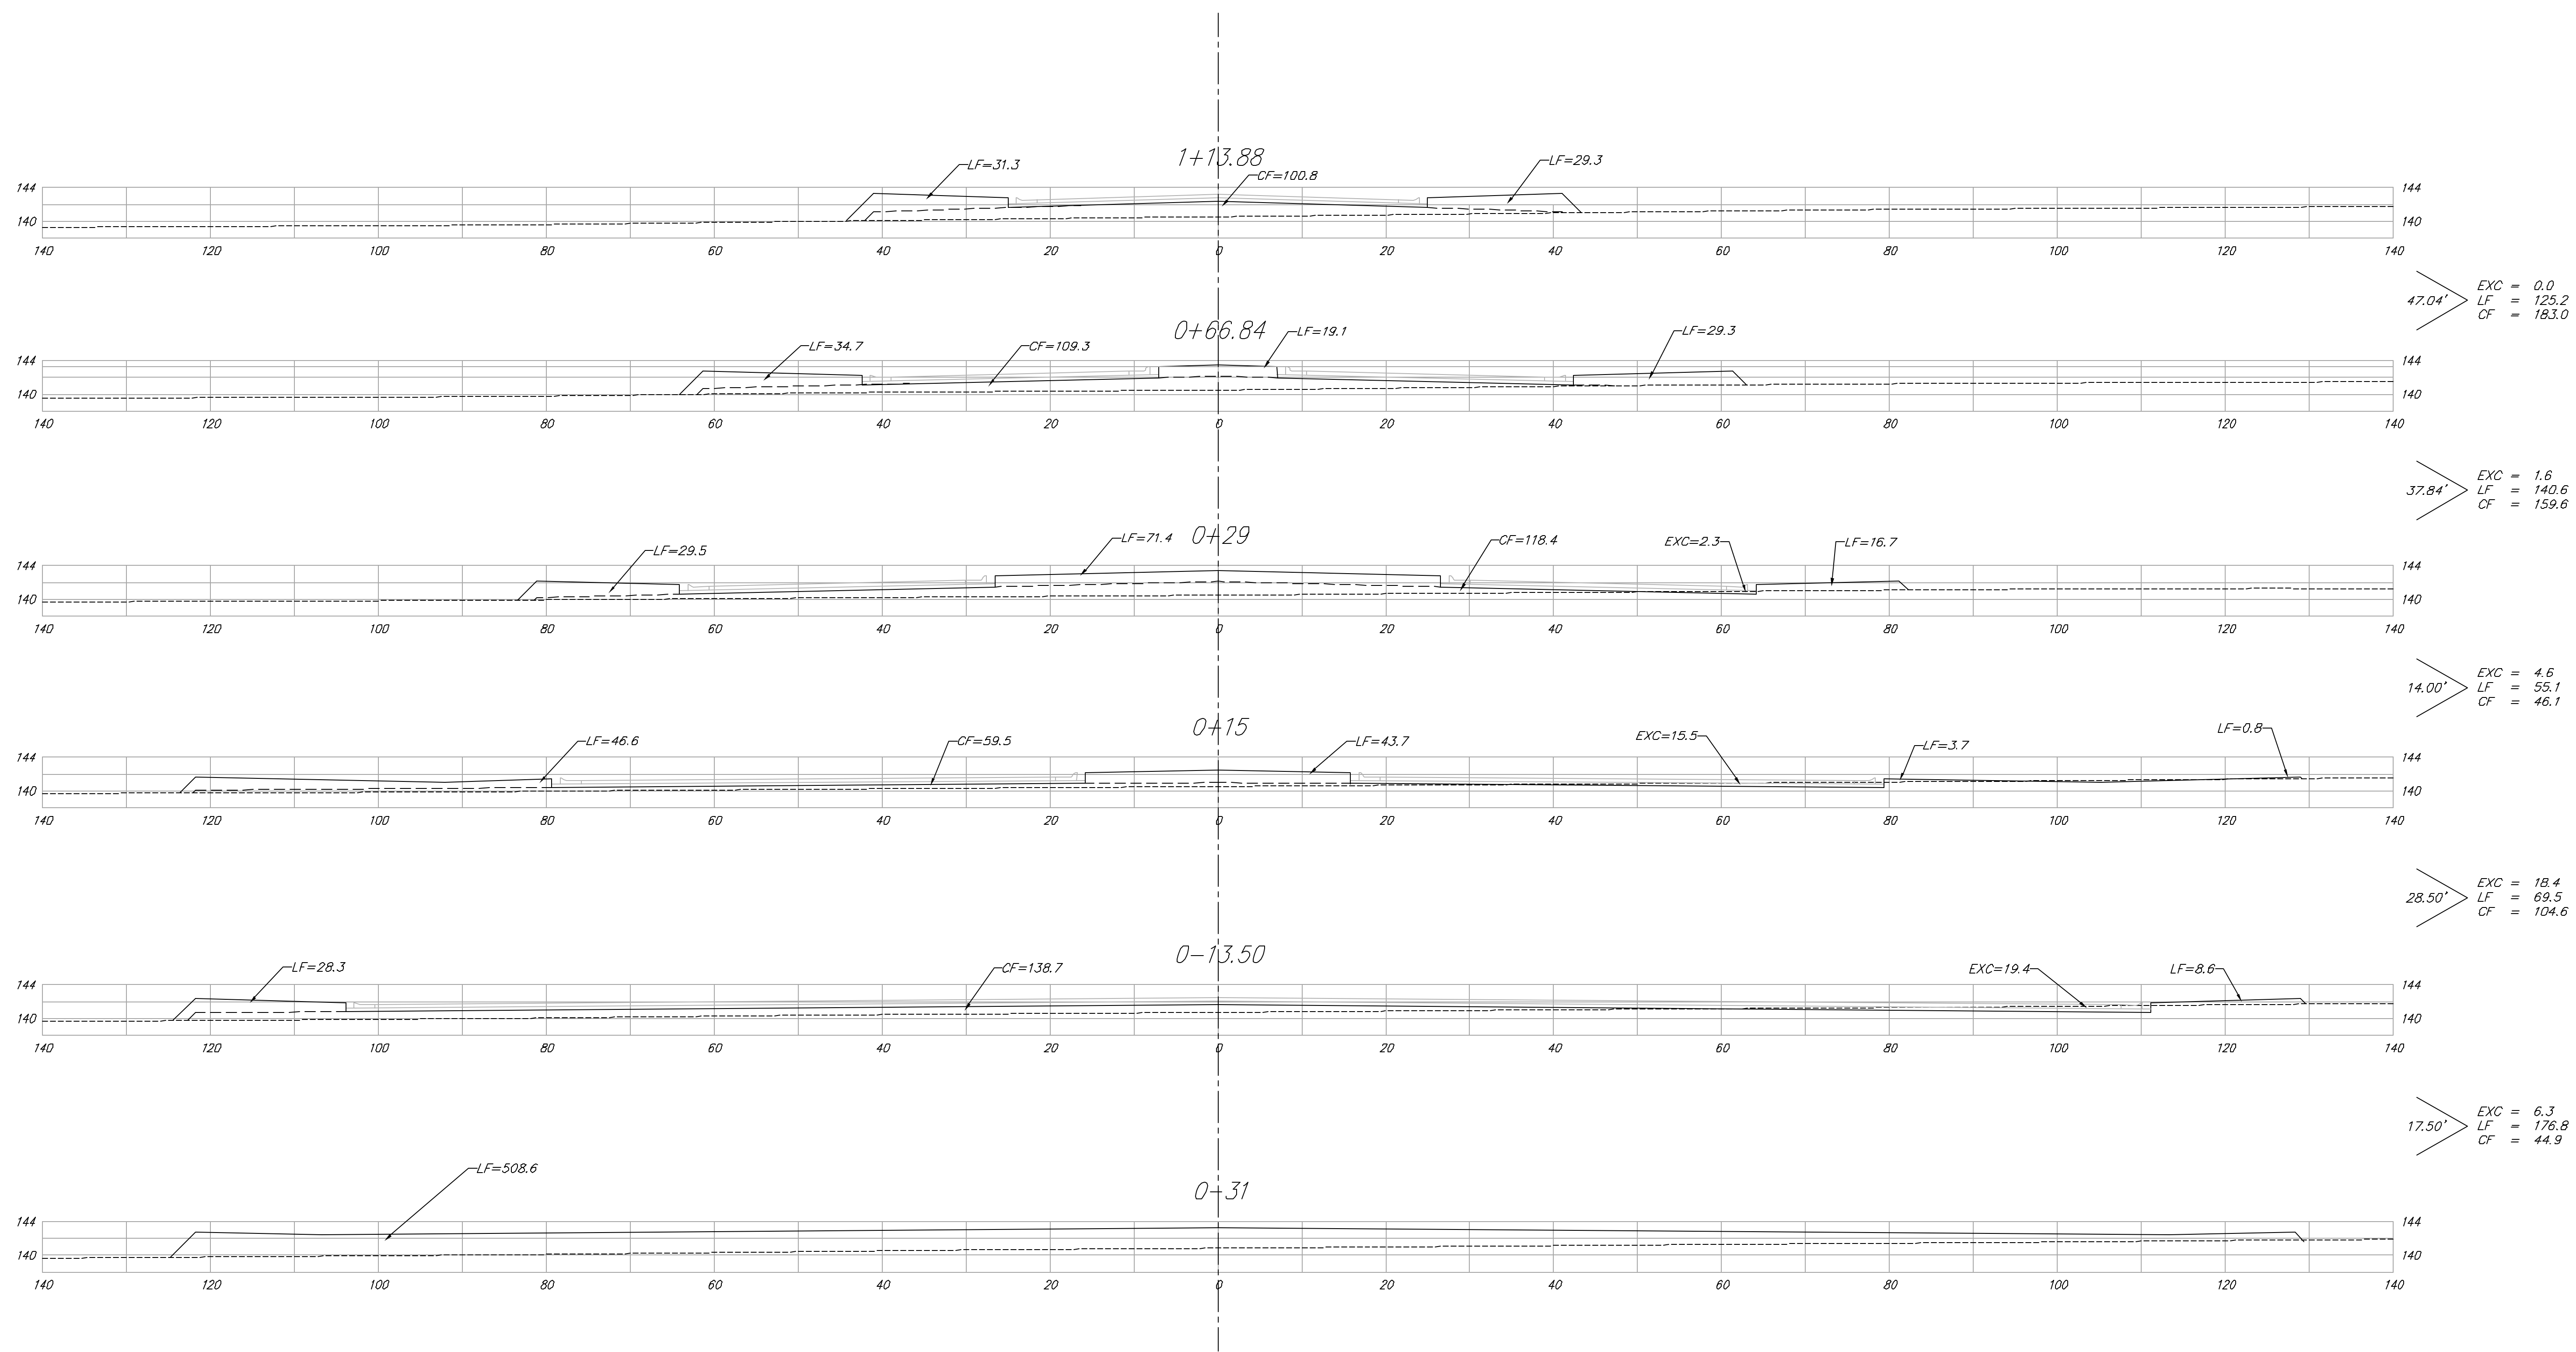 1+13.88
LF=31.3
LF=29.3
CF=100.8
144 144
140 140
140 120 100 80 60 40 20 0 20 40 60 80 100 120 140
47.04'
EXC = 0.0
LF = 125.2
CF = 183.0
0+66.84
LF=34.7
CF=109.3
LF=19.1
LF=29.3
144 144
140 140
140 120 100 80 60 40 20 0 20 40 60 80 100 120 140
37.84'
EXC = 1.6
LF = 140.6
CF = 159.6
0+29
LF=29.5
LF=71.4
CF=118.4
EXC=2.3
LF=16.7
144 144
140 140
140 120 100 80 60 40 20 0 20 40 60 80 100 120 140
14.00'
EXC = 4.6
LF = 55.1
CF = 46.1
0+15
LF=46.6
CF=59.5
LF=43.7
EXC=15.5
LF=3.7
LF=0.8
144 144
140 140
140 120 100 80 60 40 20 0 20 40 60 80 100 120 140
28.50'
EXC = 18.4
LF = 69.5
CF = 104.6
0-13.50
LF=28.3
CF=138.7
EXC=19.4
LF=8.6
144 144
140 140
140 120 100 80 60 40 20 0 20 40 60 80 100 120 140
17.50'
EXC = 6.3
LF = 176.8
CF = 44.9
0-31
LF=508.6
144 144
140 140
140 120 100 80 60 40 20 0 20 40 60 80 100 120 140